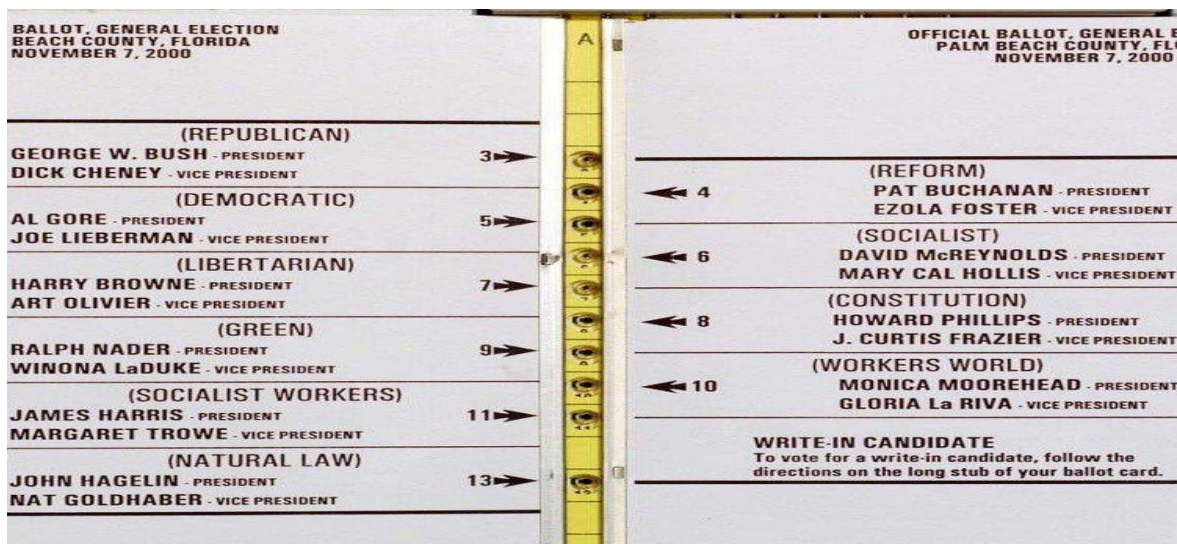 BALLOT, GENERAL ELECTION
BEACH COUNTY, FLORIDA
NOVEMBER 7, 2000
(REPUBLICAN)
GEORGE W. BUSH - PRESIDENT 3
DICK CHENEY - VICE PRESIDENT
(DEMOCRATIC)
AL GORE - PRESIDENT 5
JOE LIEBERMAN - VICE PRESIDENT
(LIBERTARIAN)
HARRY BROWNE - PRESIDENT 7
ART OLIVIER - VICE PRESIDENT
(GREEN)
RALPH NADER - PRESIDENT 9
WINONA LaDUKE - VICE PRESIDENT
(SOCIALIST WORKERS)
JAMES HARRIS - PRESIDENT 11
MARGARET TROWE - VICE PRESIDENT
(NATURAL LAW)
JOHN HAGELIN - PRESIDENT 13
NAT GOLDHABER - VICE PRESIDENT
A
OFFICIAL BALLOT, GENERAL E
PALM BEACH COUNTY, FL
NOVEMBER 7, 2000
(REFORM)
4 PAT BUCHANAN - PRESIDENT
EZOLA FOSTER - VICE PRESIDENT
(SOCIALIST)
6 DAVID McREYNOLDS - PRESIDENT
MARY CAL HOLLIS - VICE PRESIDENT
(CONSTITUTION)
8 HOWARD PHILLIPS - PRESIDENT
J. CURTIS FRAZIER - VICE PRESIDENT
(WORKERS WORLD)
10 MONICA MOOREHEAD - PRESIDENT
GLORIA La RIVA - VICE PRESIDENT
WRITE-IN CANDIDATE
To vote for a write-in candidate, follow the
directions on the long stub of your ballot card.